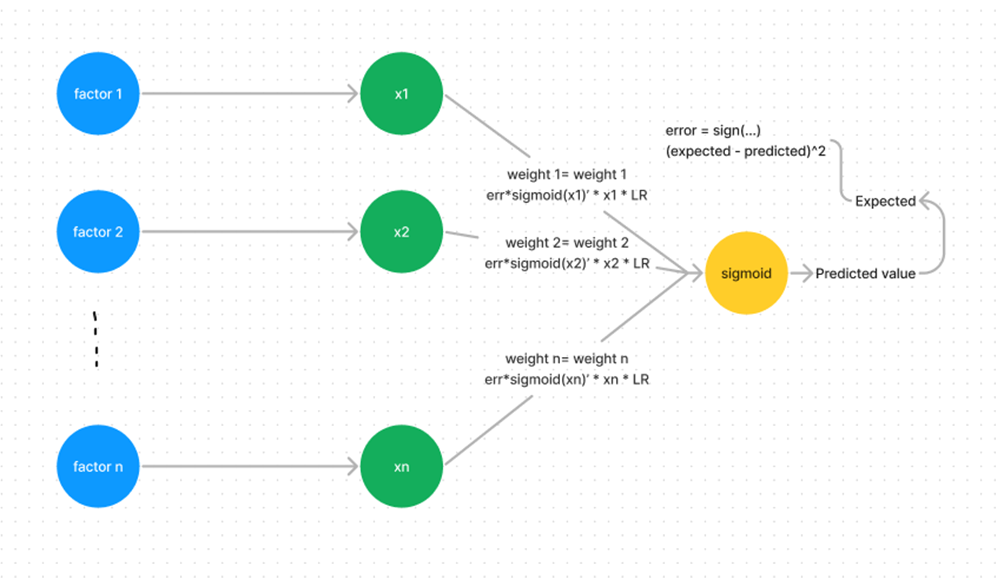 factor 1
x1
error = sign(...)
(expected - predicted)^2
weight 1= weight 1
err*sigmoid(x1)' * x1 * LR
Expected
factor 2
x2
weight 2= weight 2
err*sigmoid(x2)' * x2 * LR
sigmoid
Predicted value
weight n= weight n
err*sigmoid(xn)' * xn * LR
factor n
xn